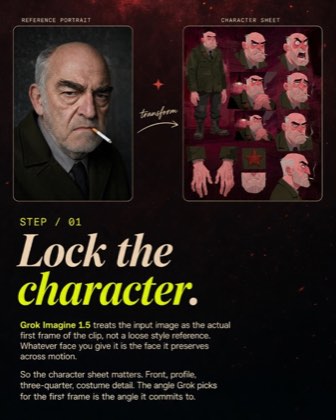 REFERENCE PORTRAIT
CHARACTER SHEET
transform
STEP / 01
Lock the
character.
Grok Imagine 1.5 treats the input image as the actual
first frame of the clip, not a loose style reference.
Whatever face you give it is the face it preserves
across motion.
So the character sheet matters. Front, profile,
three-quarter, costume detail. The angle Grok picks
for the first frame is the angle it commits to.